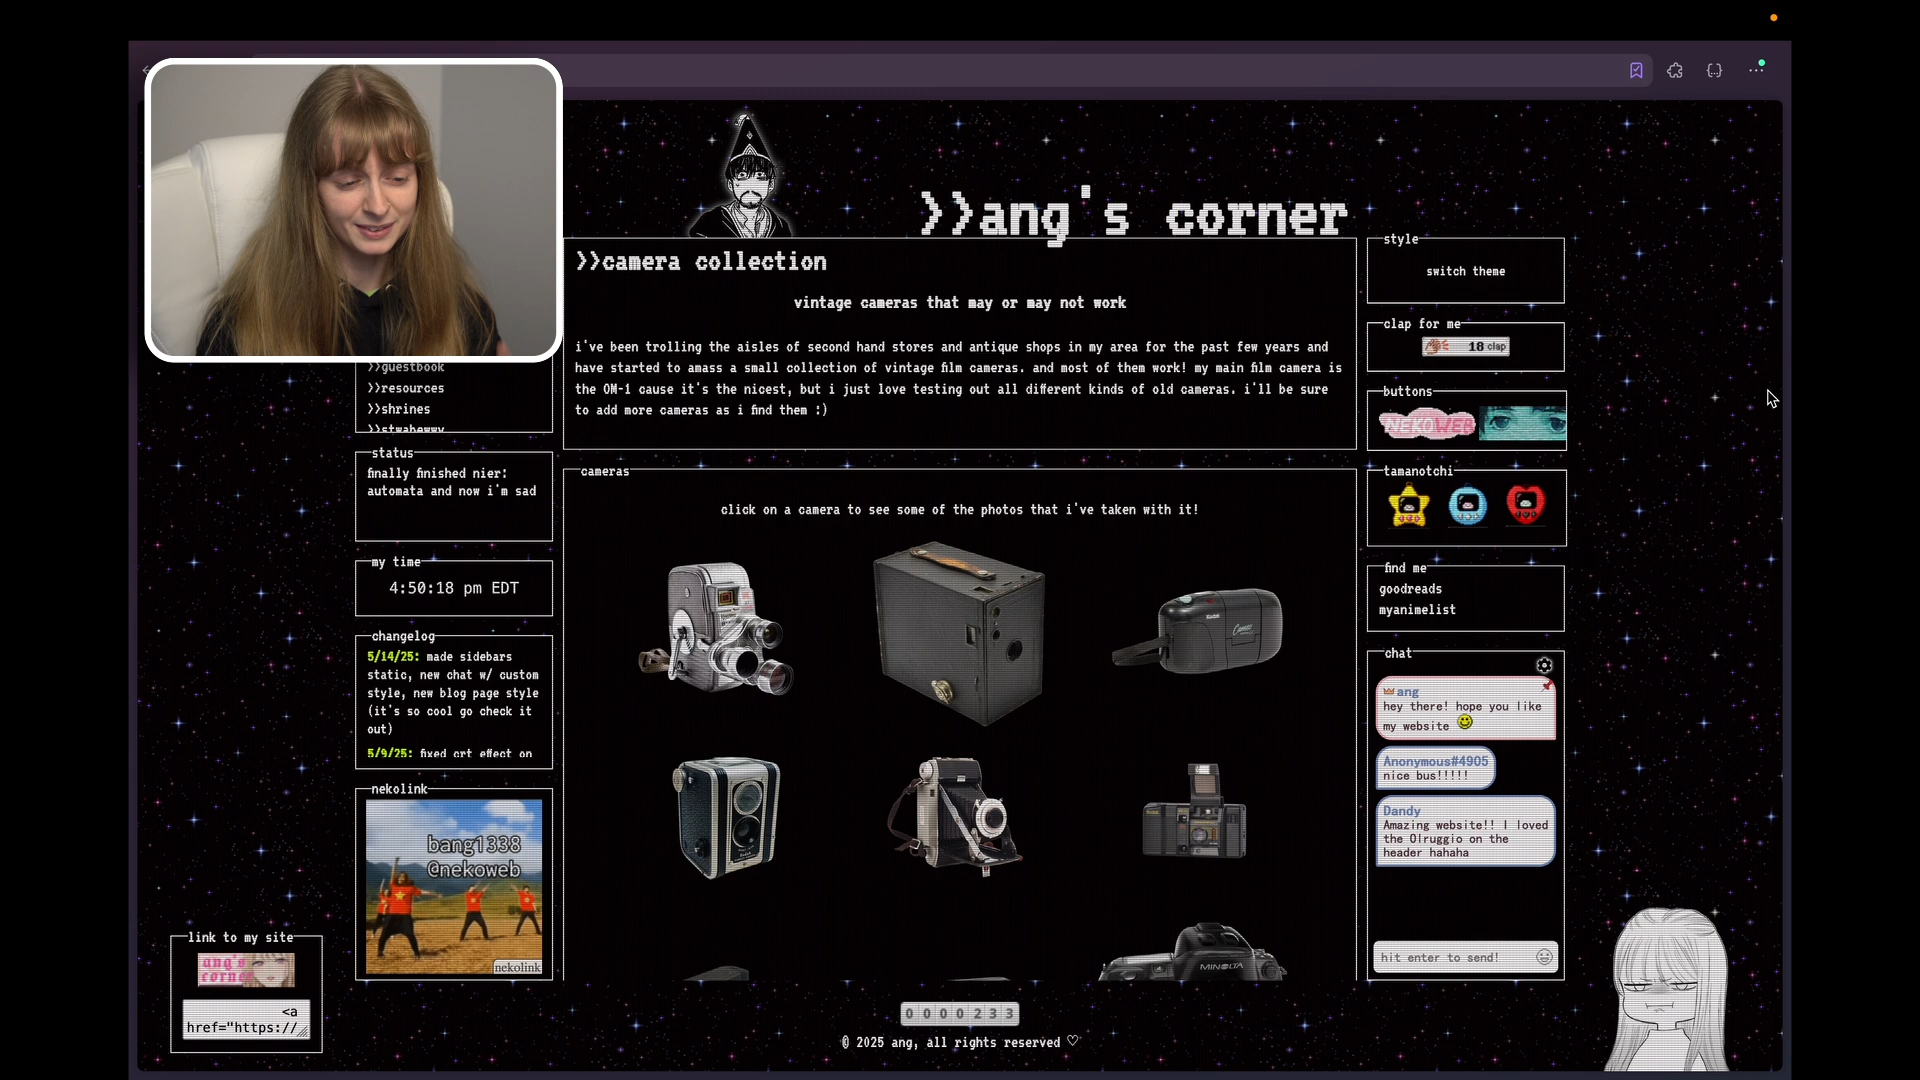 ❭❭ang's corner
❭❭camera collection
vintage cameras that may or may not work
i've been trolling the aisles of second hand stores and antique shops in my area for the past few years and
have started to amass a small collection of vintage film cameras. and most of them work! my main film camera is
the OM-1 cause it's the nicest, but i just love testing out all different kinds of old cameras. i'll be sure
to add more cameras as i find them :)
❭❭guestbook
❭❭resources
❭❭shrines
status
finally finished nier:
automata and now i'm sad
my time
4:50:18 pm EDT
changelog
5/14/25: made sidebars
static, new chat w/ custom
style, new blog page style
(it's so cool go check it
out)
5/9/25: fixed crt effect on
nekolink
bang1338
@nekoweb
nekolink
link to my site
ang's
corner
<a
href="https://
cameras
click on a camera to see some of the photos that i've taken with it!
MINOLTA
0000233
© 2025 ang, all rights reserved ♡
style
switch theme
clap for me
18 clap
buttons
NEKOWEB
tamanotchi
find me
goodreads
myanimelist
chat
ang
hey there! hope you like
my website
Anonymous#4905
nice bus!!!!!
Dandy
Amazing website!! I loved
the Olruggio on the
header hahaha
hit enter to send!